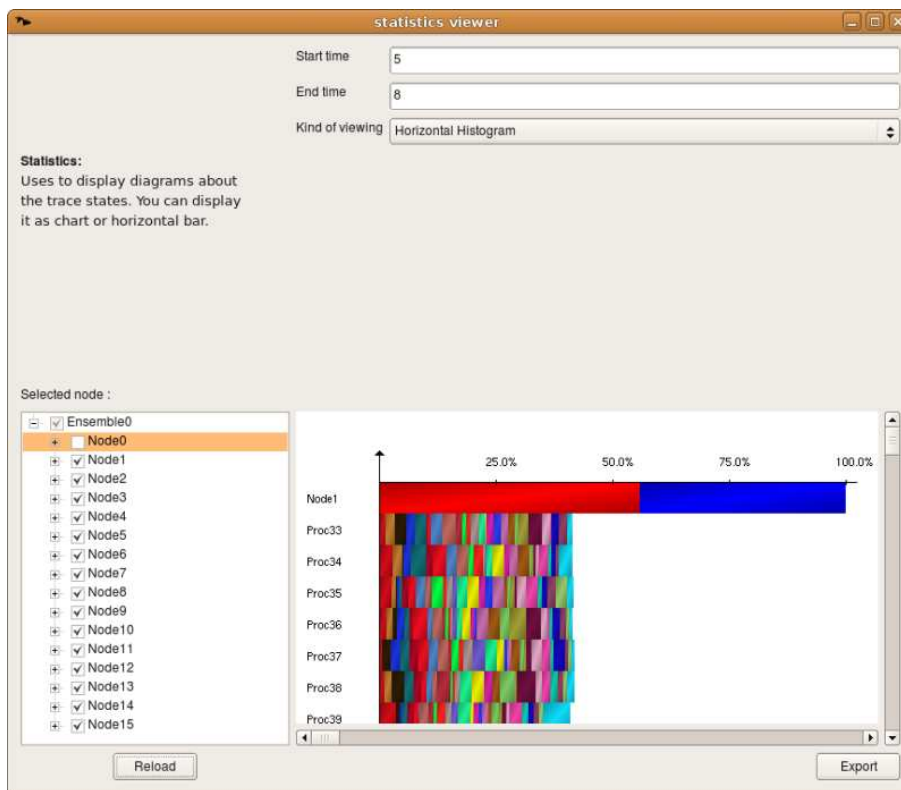 statistics viewer
Start time
5
End time
8
Kind of viewing
Horizontal Histogram
Statistics:
Uses to display diagrams about
the trace states. You can display
it as chart or horizontal bar.
Selected node :
Ensemble0
Node0
Node1
Node2
Node3
Node4
Node5
Node6
Node7
Node8
Node9
Node10
Node11
Node12
Node13
Node14
Node15
25.0%
50.0%
75.0%
100.0%
Node1
Proc33
Proc34
Proc35
Proc36
Proc37
Proc38
Proc39
Reload
Export